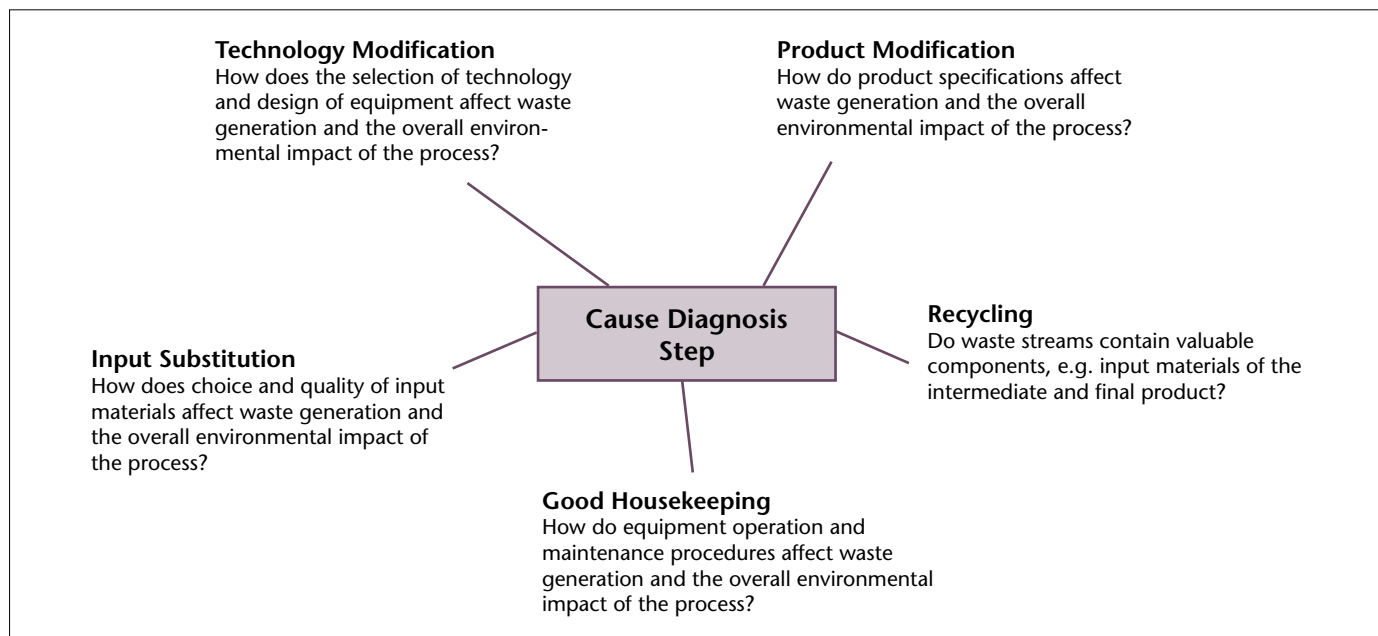 Technology Modification
How does the selection of technology
and design of equipment affect waste
generation and the overall environ-
mental impact of the process?
Product Modification
How do product specifications affect
waste generation and the overall
environmental impact of the process?
Cause Diagnosis
Step
Recycling
Do waste streams contain valuable
components, e.g. input materials of the
intermediate and final product?
Input Substitution
How does choice and quality of input
materials affect waste generation and
the overall environmental impact of
the process?
Good Housekeeping
How do equipment operation and
maintenance procedures affect waste
generation and the overall environmental
impact of the process?